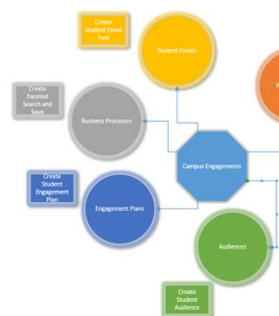 Create
Student Email
Task
Student Emails
Create
Faceted
Search and
Save
Business Processes
Campus Engagements
Create
Student
Engagement
Plan
Engagement Plans
Audiences
Create
Student
Audience